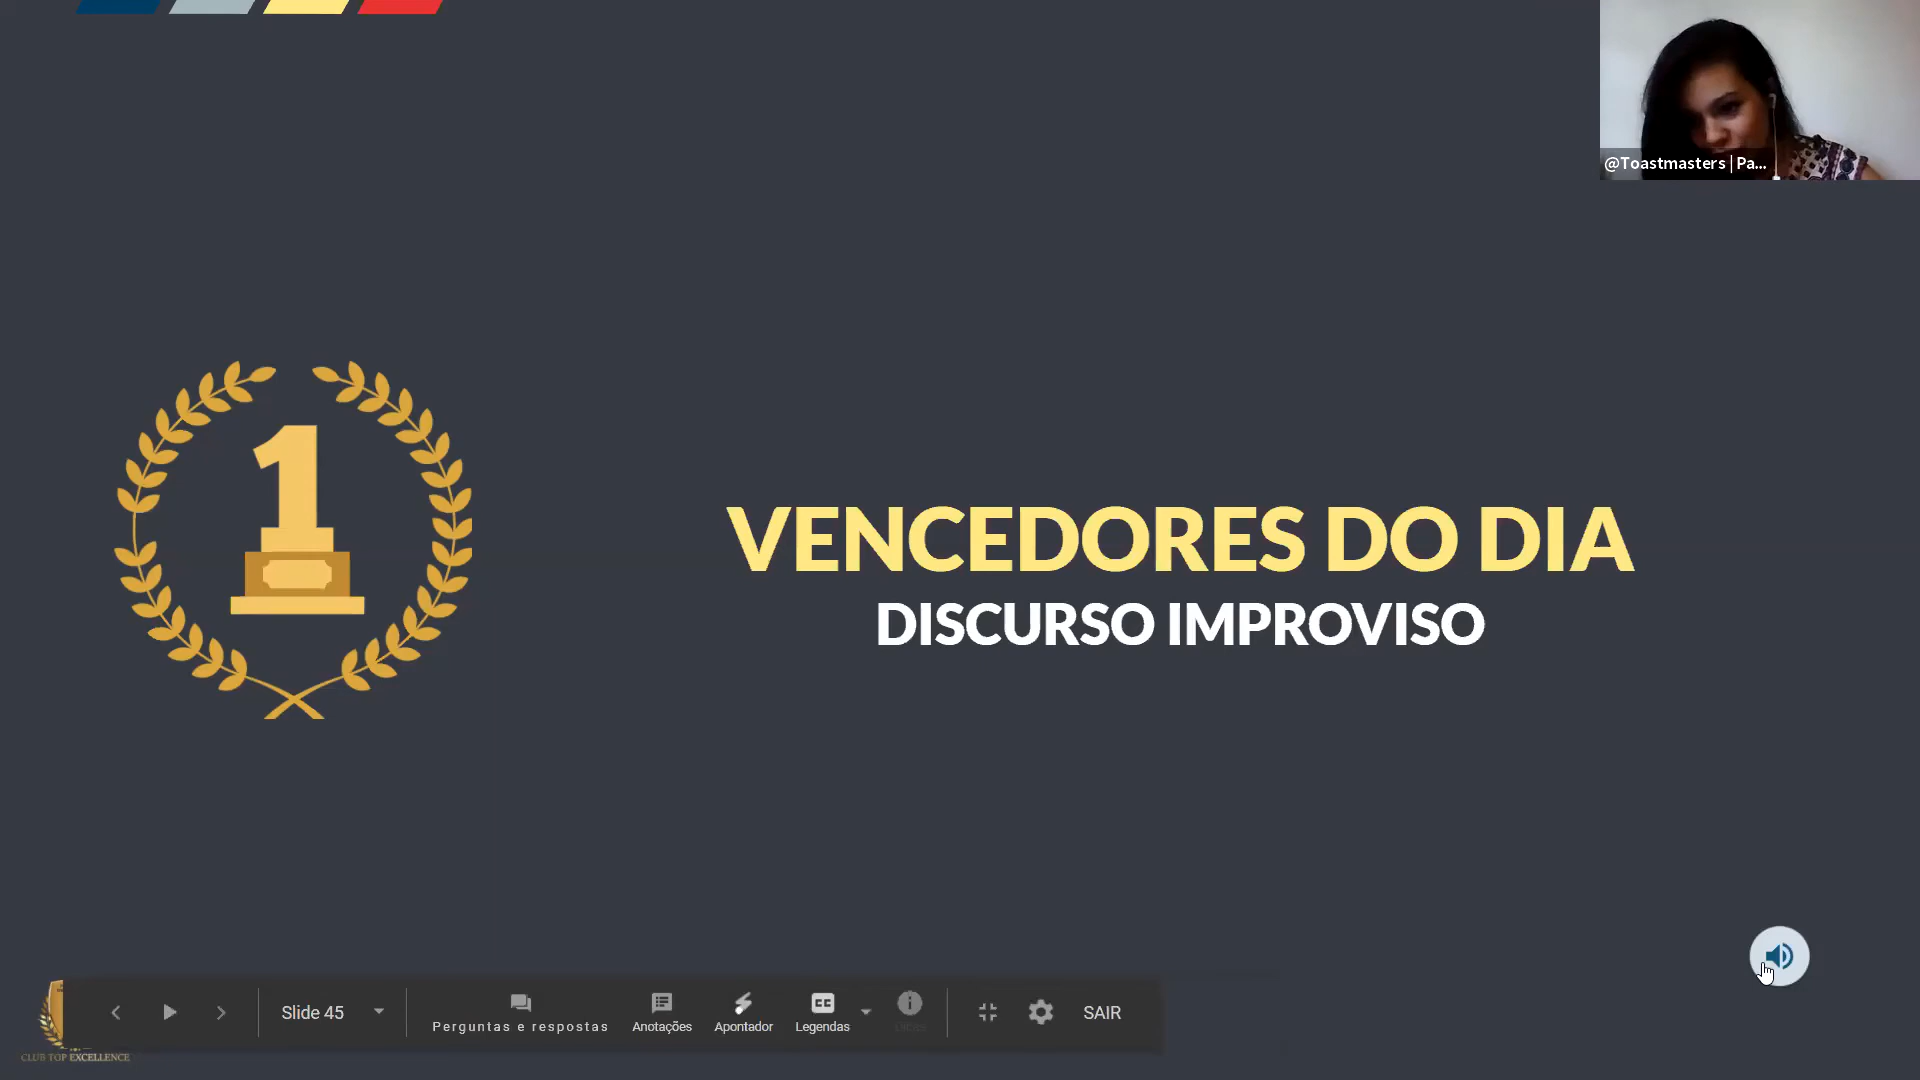 @Toastmasters | Pa...
1
VENCEDORES DO DIA
DISCURSO IMPROVISO
Slide 45
Perguntas e respostas
Anotações
Apontador
CC
Legendas
SAIR
CLUB TOP EXCELLENCE